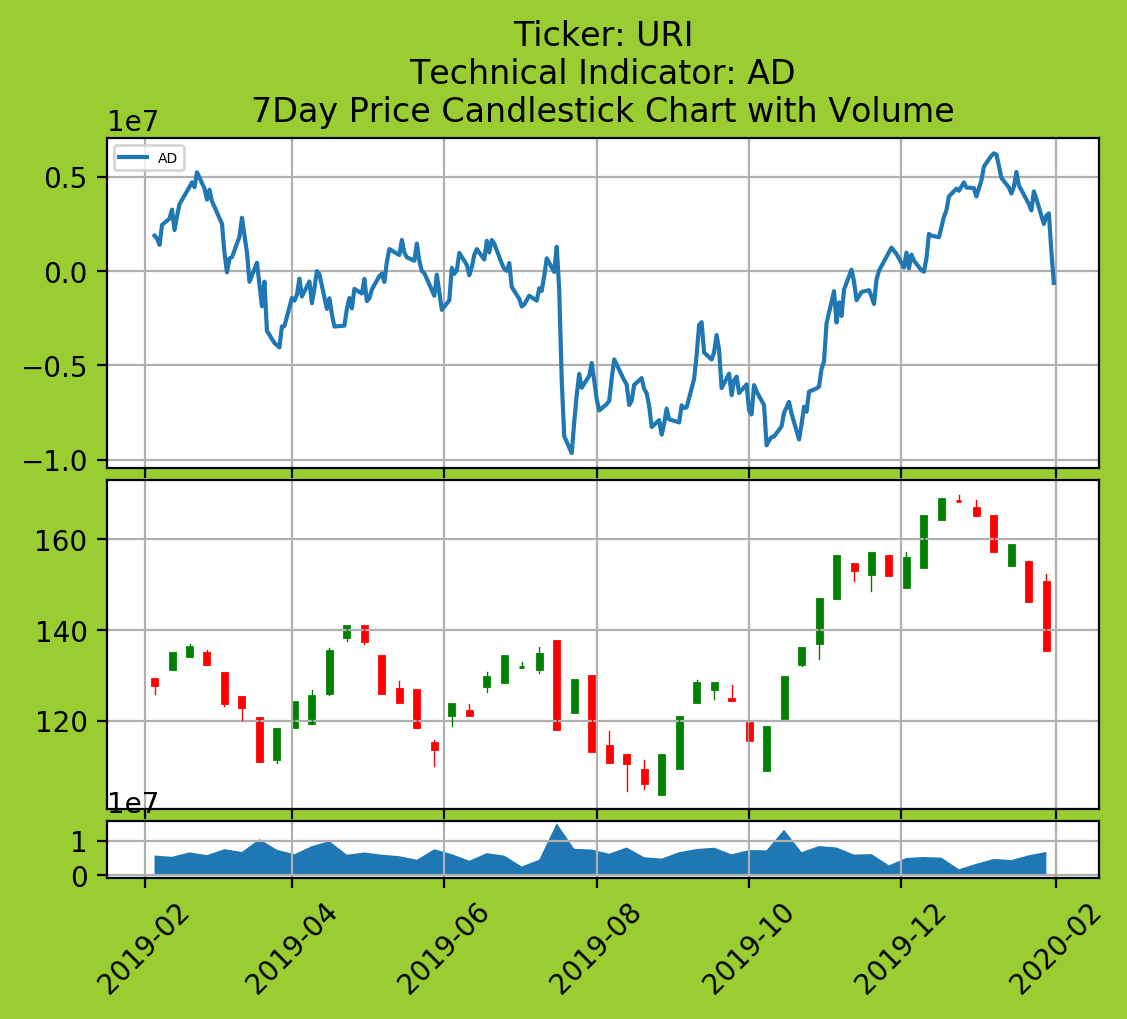 Ticker: URI
Technical Indicator: AD
7Day Price Candlestick Chart with Volume
1e7
AD
0.5
0.0
−0.5
−1.0
160
140
120
1e7
1
0
2019-02
2019-04
2019-06
2019-08
2019-10
2019-12
2020-02